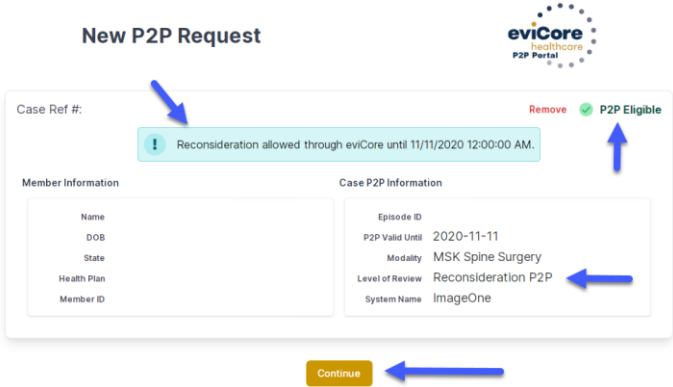 New P2P Request
eviCore
healthcare
P2P Portal
Case Ref #:
Remove
P2P Eligible
! Reconsideration allowed through eviCore until 11/11/2020 12:00:00 AM.
Member Information
Name
DOB
State
Health Plan
Member ID
Case P2P Information
Episode ID
P2P Valid Until 2020-11-11
Modality MSK Spine Surgery
Level of Review Reconsideration P2P
System Name ImageOne
Continue